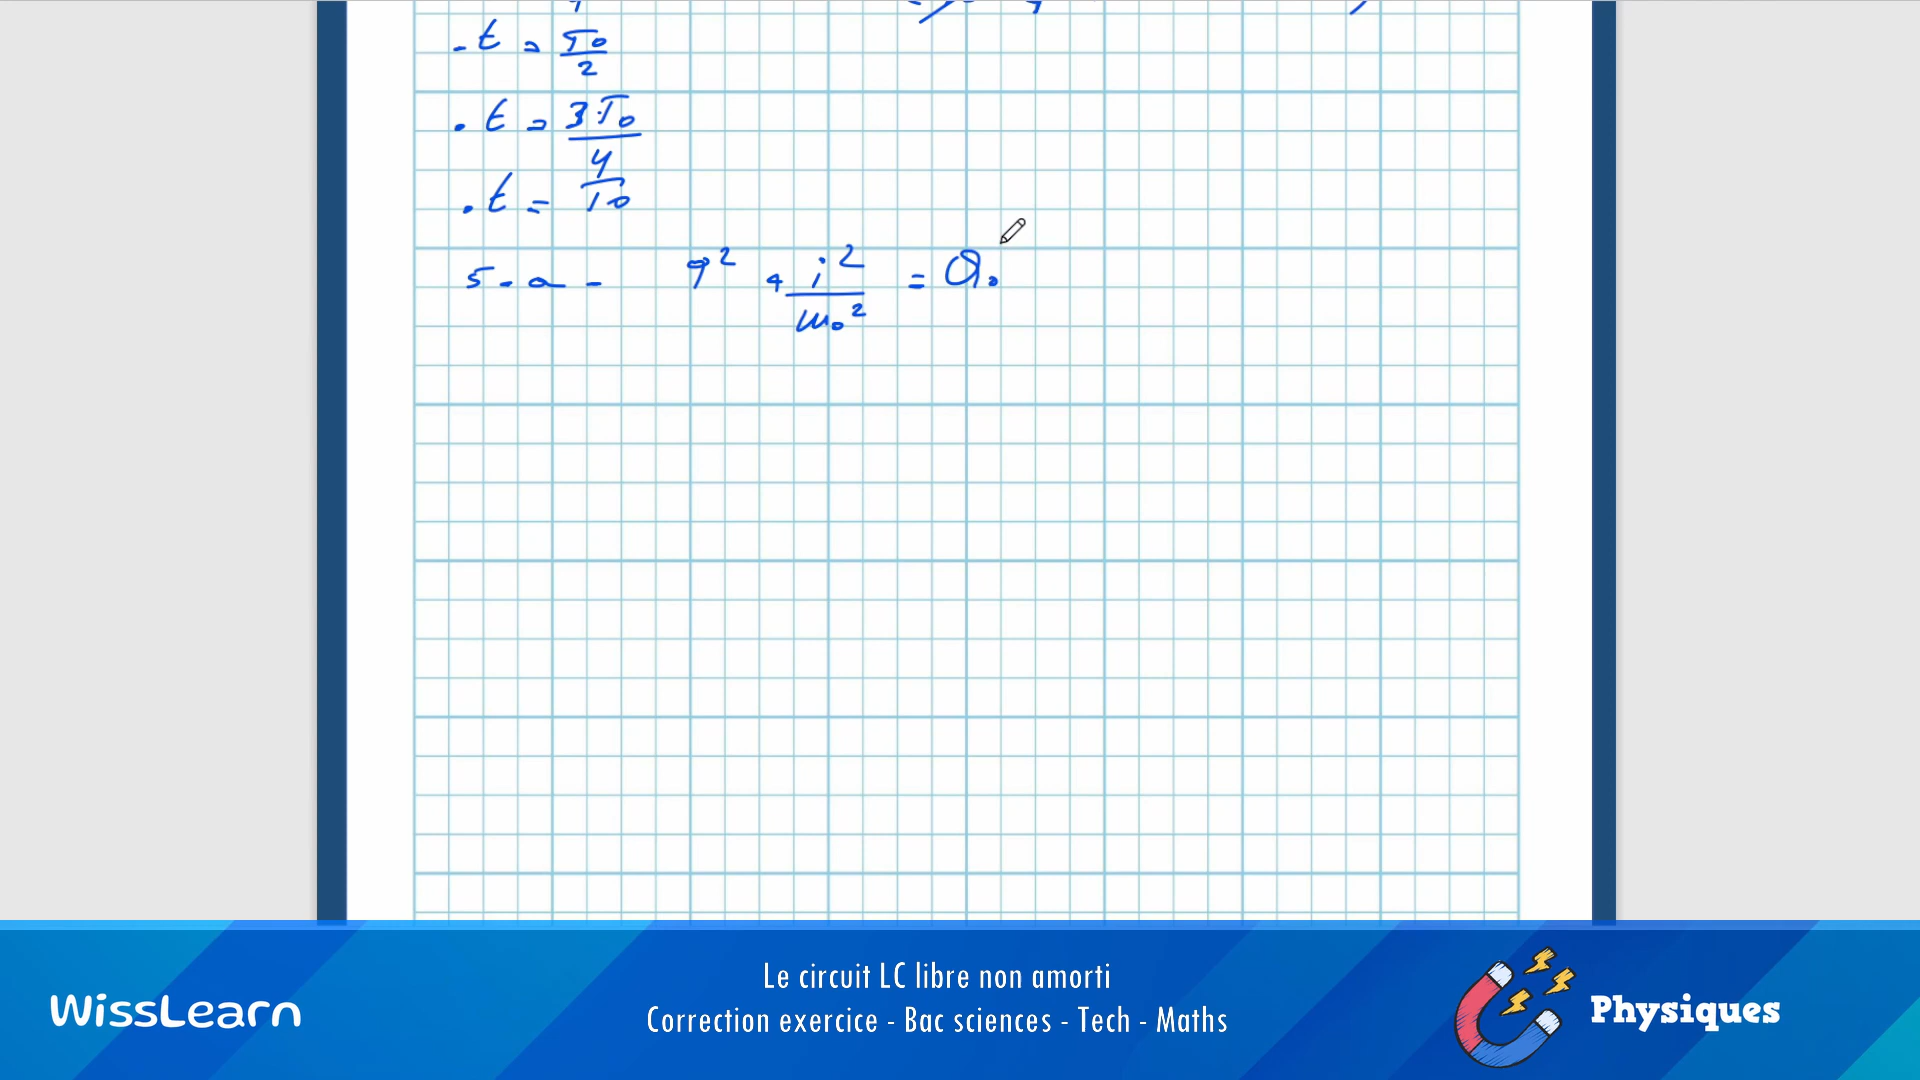 - t = T₀/2
. t = 3T₀/4
. t = T₀
5 - a - q² + i²/ω₀² = Q₀
Le circuit LC libre non amorti
Correction exercice - Bac sciences - Tech - Maths
WissLearn
Physiques